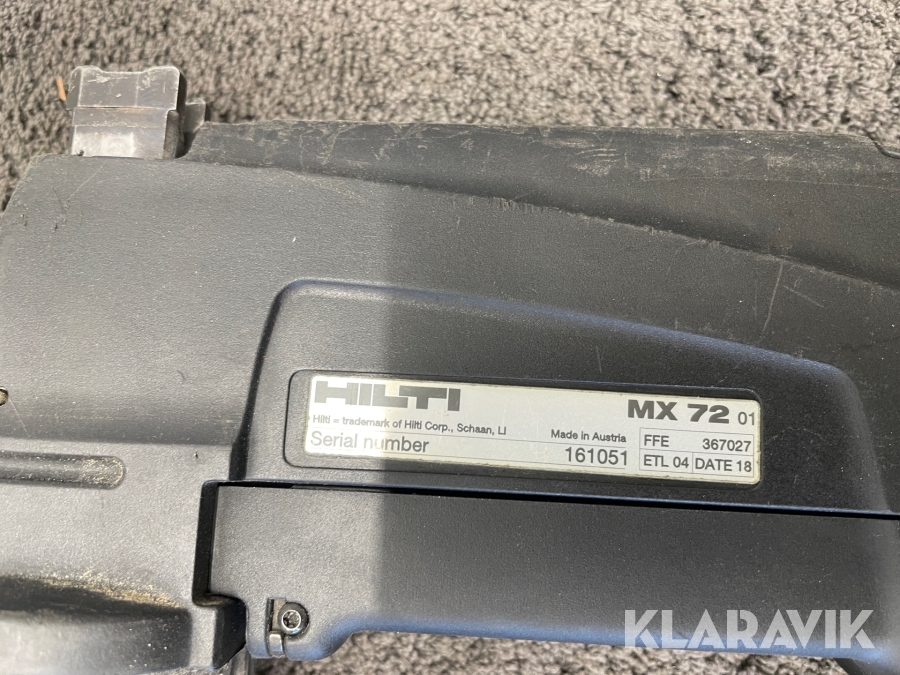 HILTI
MX 72 01
Hilti = trademark of Hilti Corp., Schaan, LI
Made in Austria
FFE 367027
Serial number 161051
ETL 04 DATE 18
KLARAVIK